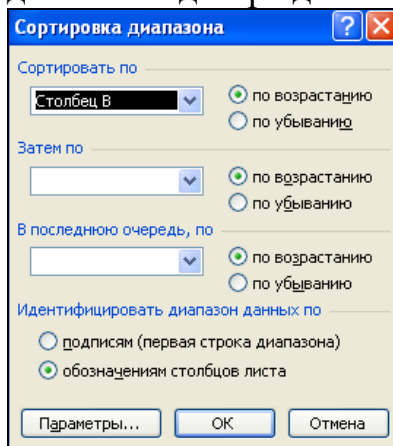 Сортировка диапазона
Сортировать по
Столбец B
по возрастанию
по убыванию
Затем по
по возрастанию
по убыванию
В последнюю очередь, по
по возрастанию
по убыванию
Идентифицировать диапазон данных по
подписям (первая строка диапазона)
обозначениям столбцов листа
Параметры... ОК Отмена